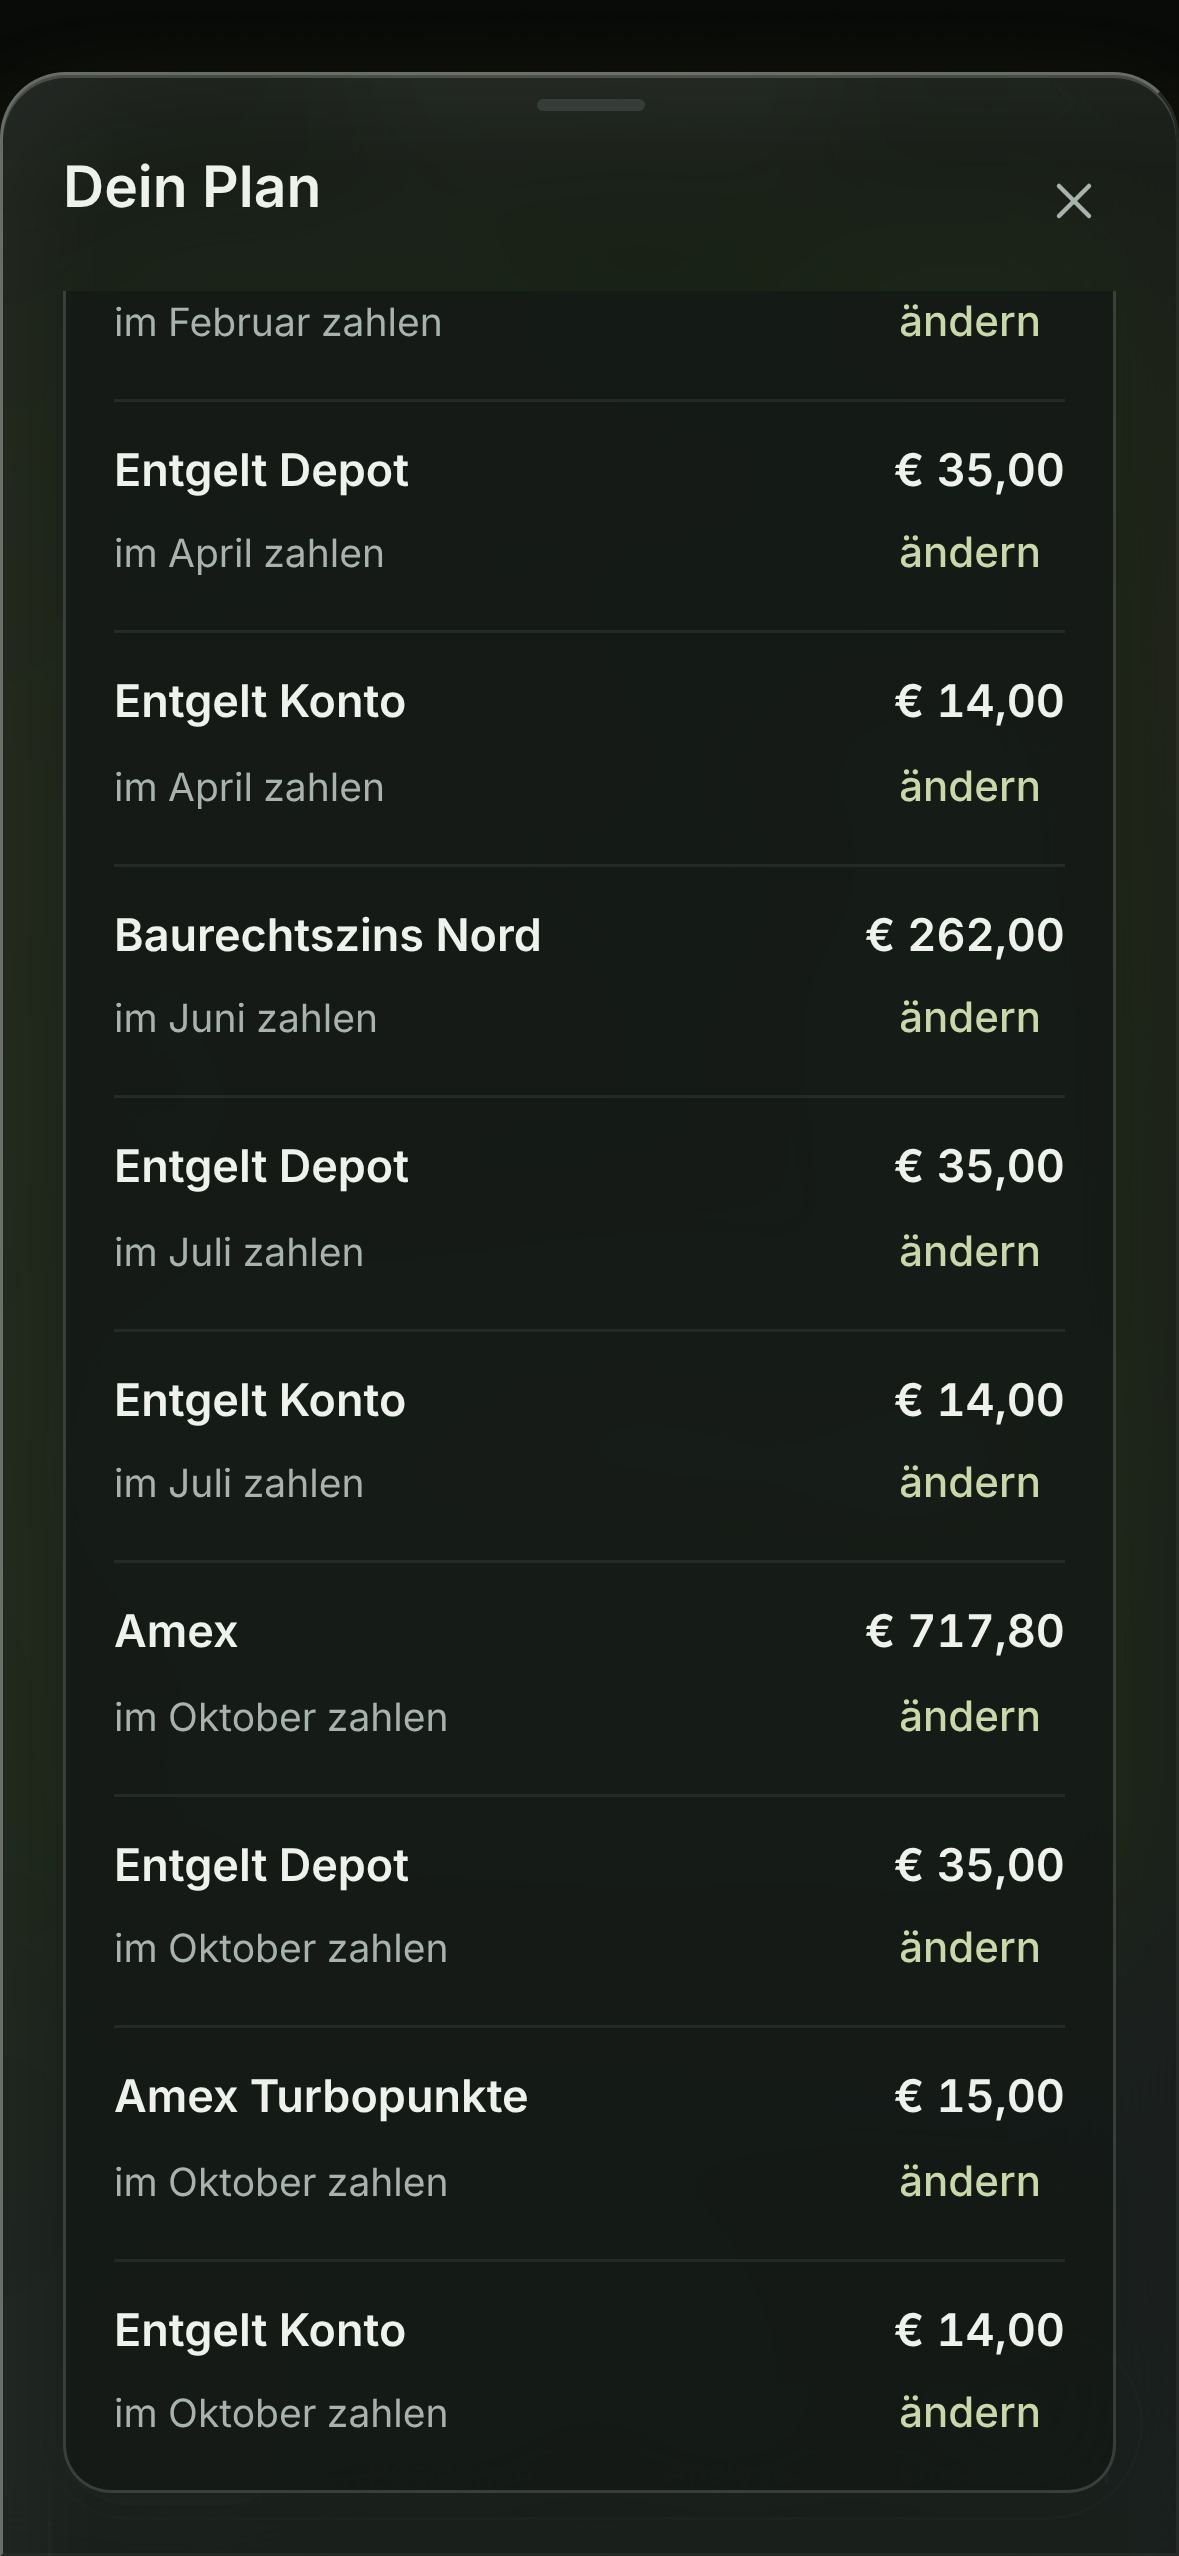 Dein Plan
im Februar zahlen ändern
Entgelt Depot € 35,00
im April zahlen ändern
Entgelt Konto € 14,00
im April zahlen ändern
Baurechtszins Nord € 262,00
im Juni zahlen ändern
Entgelt Depot € 35,00
im Juli zahlen ändern
Entgelt Konto € 14,00
im Juli zahlen ändern
Amex € 717,80
im Oktober zahlen ändern
Entgelt Depot € 35,00
im Oktober zahlen ändern
Amex Turbopunkte € 15,00
im Oktober zahlen ändern
Entgelt Konto € 14,00
im Oktober zahlen ändern